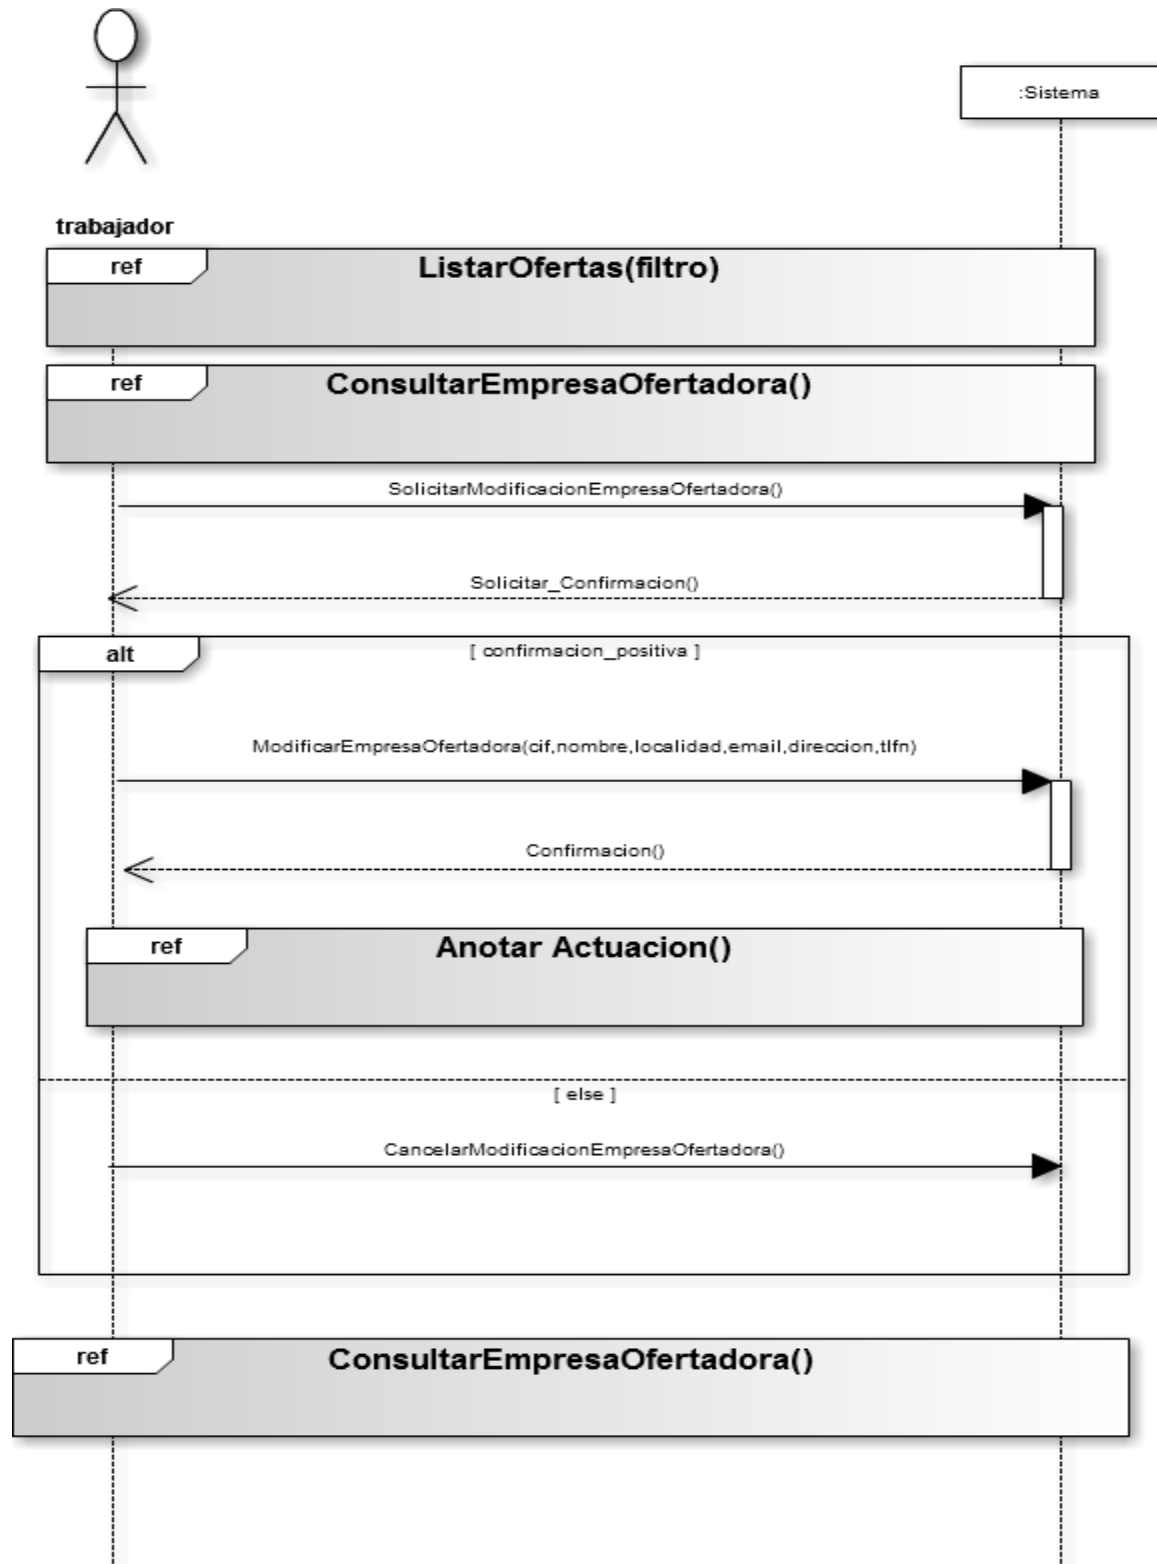 :Sistema
trabajador
ref
ListarOfertas(filtro)
ref
ConsultarEmpresaOfertadora()
SolicitarModificacionEmpresaOfertadora()
Solicitar_Confirmacion()
alt
[ confirmacion_positiva ]
ModificarEmpresaOfertadora(cif,nombre,localidad,email,direccion,tlfn)
Confirmacion()
ref
Anotar Actuacion()
[ else ]
CancelarModificacionEmpresaOfertadora()
ref
ConsultarEmpresaOfertadora()